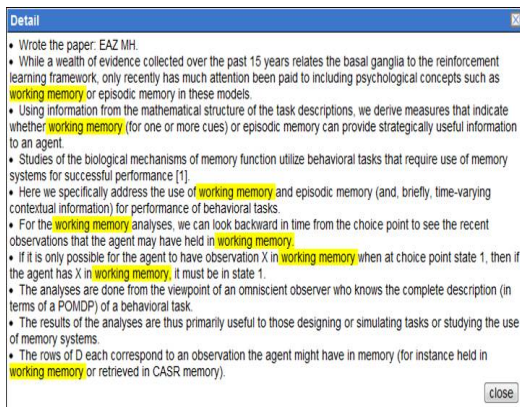 Detail
• Wrote the paper: EAZ MH.
• While a wealth of evidence collected over the past 15 years relates the basal ganglia to the reinforcement
learning framework, only recently has much attention been paid to including psychological concepts such as
working memory or episodic memory in these models.
• Using information from the mathematical structure of the task descriptions, we derive measures that indicate
whether working memory (for one or more cues) or episodic memory can provide strategically useful information
to an agent.
• Studies of the biological mechanisms of memory function utilize behavioral tasks that require use of memory
systems for successful performance [1].
• Here we specifically address the use of working memory and episodic memory (and, briefly, time-varying
contextual information) for performance of behavioral tasks.
• For the working memory analyses, we can look backward in time from the choice point to see the recent
observations that the agent may have held in working memory.
• If it is only possible for the agent to have observation X in working memory when at choice point state 1, then if
the agent has X in working memory, it must be in state 1.
• The analyses are done from the viewpoint of an omniscient observer who knows the complete description (in
terms of a POMDP) of a behavioral task.
• The results of the analyses are thus primarily useful to those designing or simulating tasks or studying the use
of memory systems.
• The rows of D each correspond to an observation the agent might have in memory (for instance held in
working memory or retrieved in CASR memory).
close